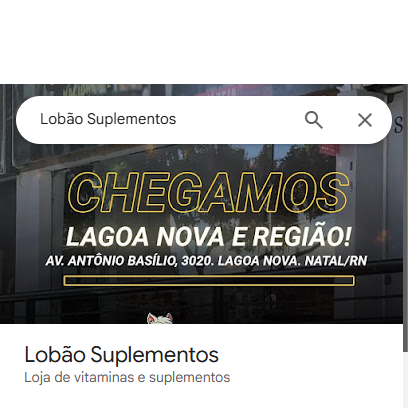 Lobão Suplementos
CHEGAMOS
LAGOA NOVA E REGIÃO!
AV. ANTÔNIO BASÍLIO, 3020. LAGOA NOVA. NATAL/RN
Lobão Suplementos
Loja de vitaminas e suplementos